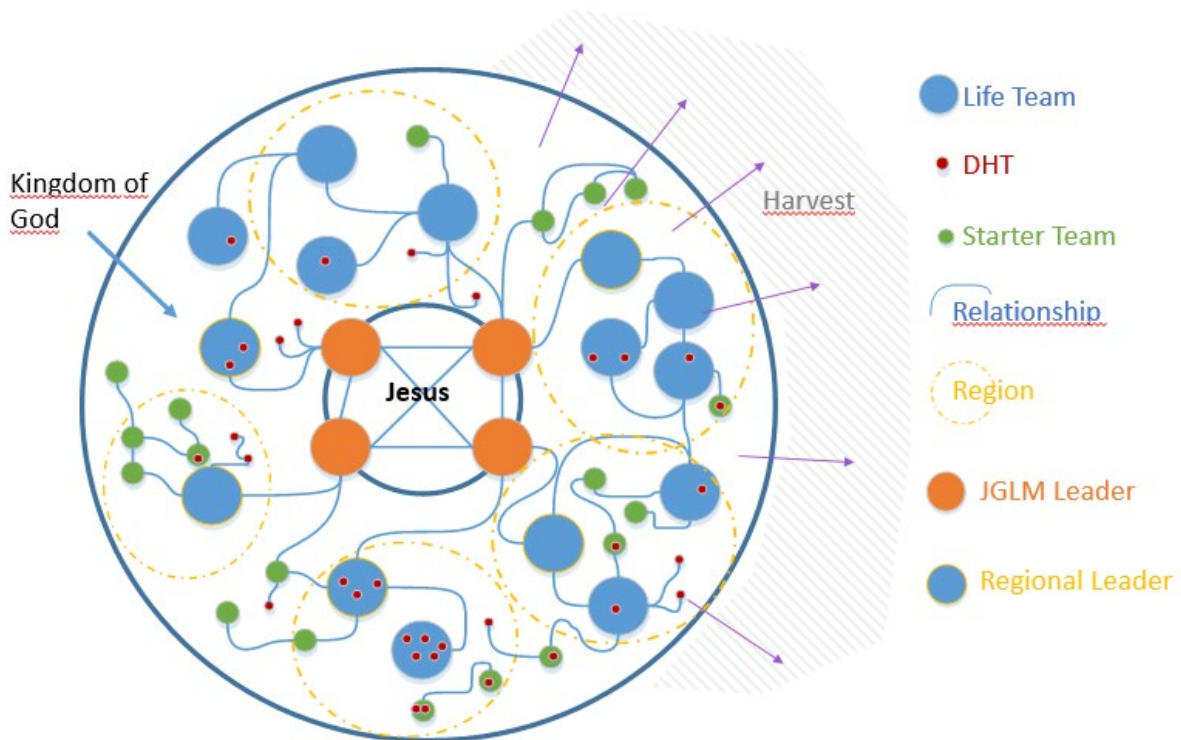 Kingdom of
God
Jesus
Harvest
Life Team
DHT
Starter Team
Relationship
Region
JGLM Leader
Regional Leader